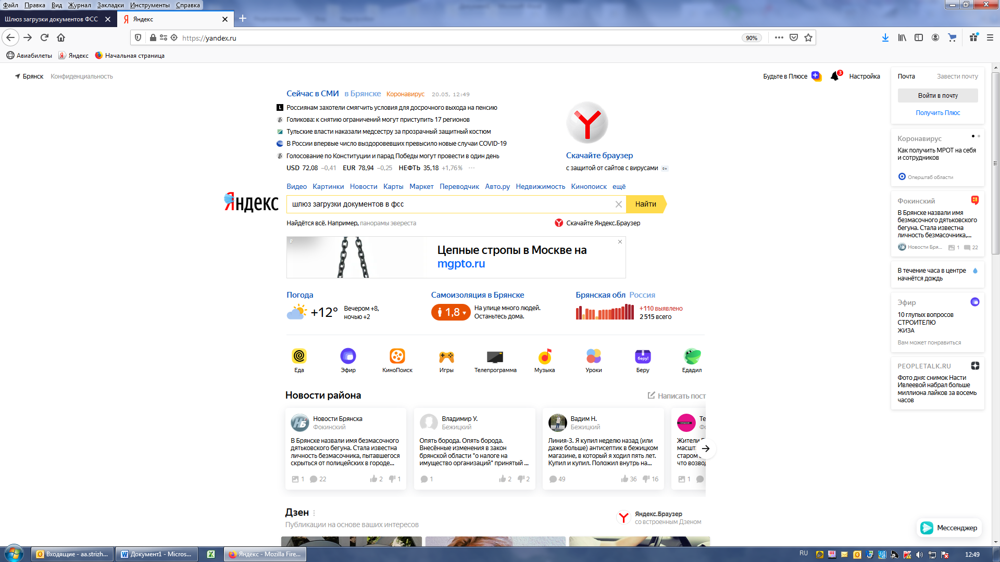 Файл Правка Вид Журнал Закладки Инструменты Справка
Шлюз загрузки документов ФСС
Яндекс
https://yandex.ru
90%
Авиабилеты Яндекс Начальная страница
Брянск Конфиденциальность
Будьте в Плюсе 3 Настройка
Почта Завести почту
Войти в почту
Получить Плюс
Сейчас в СМИ в Брянске Коронавирус 20.05, 12:49
Россиянам захотели смягчить условия для досрочного выхода на пенсию
Голикова: к снятию ограничений могут приступить 17 регионов
Тульские власти наказали медсестру за прозрачный защитный костюм
В России впервые число выздоровевших превысило новые случаи COVID-19
Голосование по Конституции и парад Победы могут провести в один день
USD 72,08 −0,41 EUR 78,94 −0,25 НЕФТЬ 35,18 +1,76% ...
Скачайте браузер
с защитой от сайтов с вирусами 0+
Коронавирус
Как получить МРОТ на себя
и сотрудников
Оперштаб области
Видео Картинки Новости Карты Маркет Переводчик Авто.ру Недвижимость Кинопоиск ещё
Яндекс
шлюз загрузки документов в фсс
Найти
Найдётся всё. Например, панорамы эвереста
Скачайте Яндекс.Браузер
Фокинский
В Брянске назвали имя
безмасочного дятьковского
бегуна. Стала известна
личность безмасочника,...
Новости Бря... 1 22
Цепные стропы в Москве на
mgpto.ru
В течение часа в центре
начнётся дождь
Погода
+12°
Вечером +8,
ночью +2
Самоизоляция в Брянске
1,8
На улице много людей.
Останьтесь дома.
Брянская обл Россия
+110 выявлено
2 515 всего
Эфир
10 глупых вопросов
СТРОИТЕЛЮ
ЖИЗА
Вам может понравиться
беру!
Еда Эфир КиноПоиск Игры Телепрограмма Музыка Уроки Беру Едадил
PEOPLETALK.RU
Фото дня: снимок Насти
Ивлеевой набрал больше
миллиона лайков за восемь
часов
Новости района
Написать пост
НБ
Новости Брянска
Фокинский
В Брянске назвали имя безмасочного
дятьковского бегуна. Стала известна
личность безмасочника, пытавшегося
скрыться от полицейских в городе...
1 22 2 1
Владимир У.
Бежицкий
Опять борода. Опять борода.
Внесённые изменения в закон
брянской области "о налоге на
имущество организаций" принятый ...
1 2 2
Вадим Н.
Бежицкий
Линия-3. Я купил неделю назад (или
даже больше) антисептик в бежицком
магазине, в который я ходил пять лет.
Купил и купил. Положил внутрь на...
49 36 16
Те
Фо
Жители
масшт
старом
что возвод
1
Дзен
Публикации на основе ваших интересов
Яндекс.Браузер
со встроенным Дзеном
Мессенджер
Входящие - aa.strizh...
Документ1 - Micros...
Яндекс - Mozilla Fire...
RU
12:49